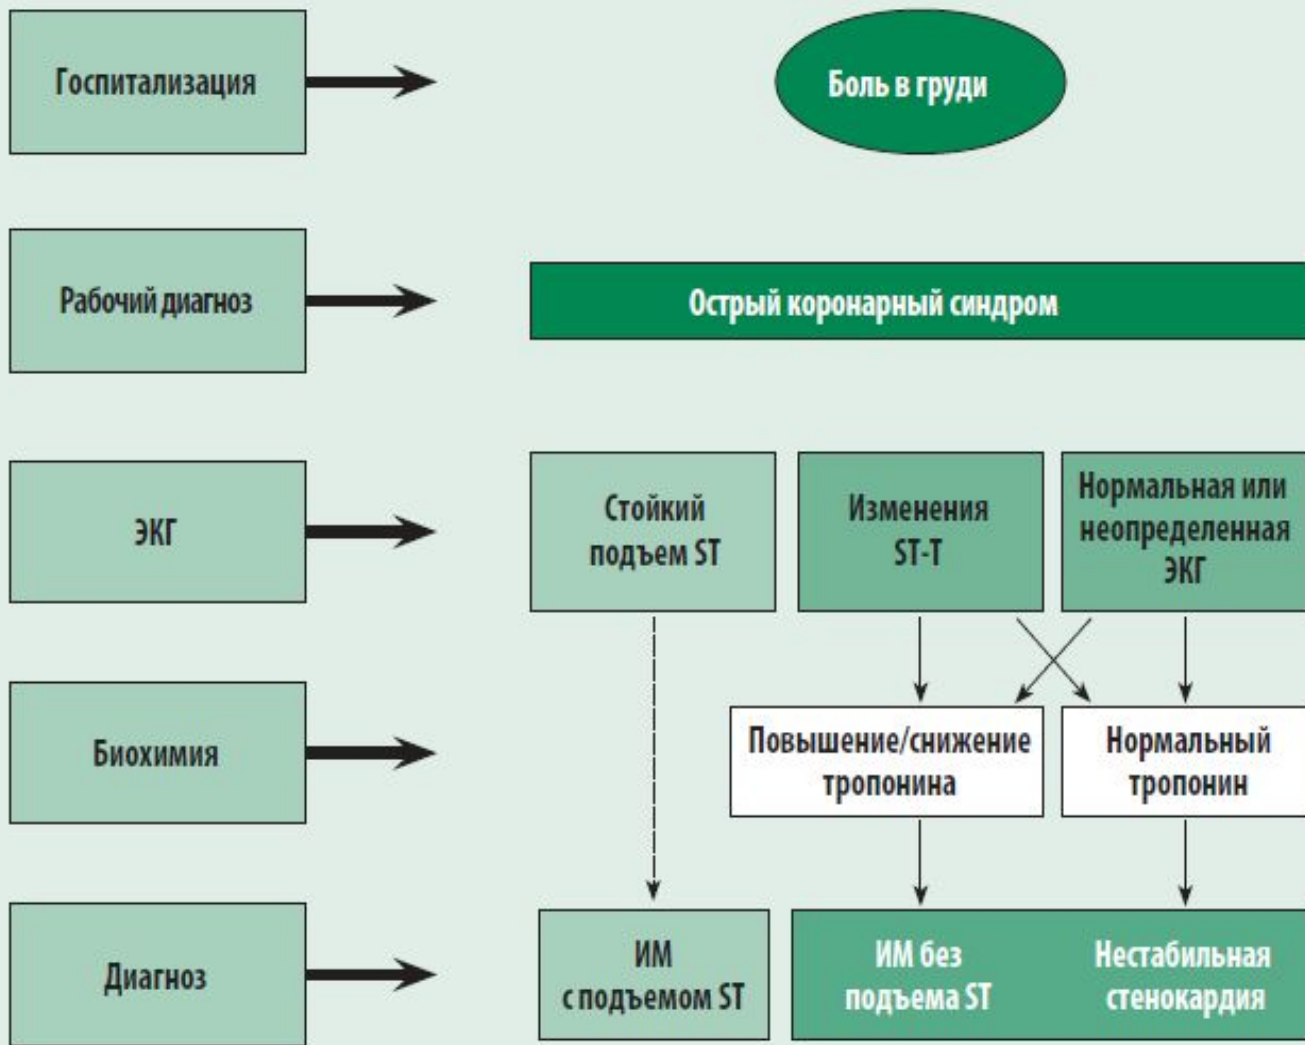 Госпитализация
Боль в груди
Рабочий диагноз
Острый коронарный синдром
ЭКГ
Стойкий
подъем ST
Изменения
ST-T
Нормальная или
неопределенная
ЭКГ
Биохимия
Повышение/снижение
тропонина
Нормальный
тропонин
Диагноз
ИМ
с подъемом ST
ИМ без
подъема ST
Нестабильная
стенокардия